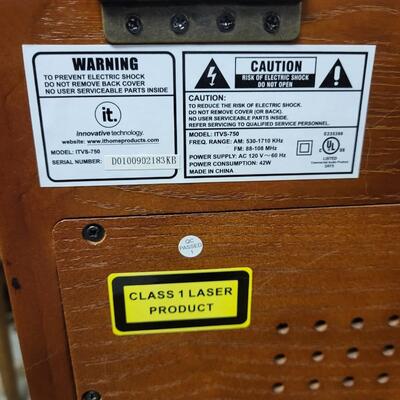 WARNING
TO PREVENT ELECTRIC SHOCK
DO NOT REMOVE BACK COVER
NO USER SERVICEABLE PARTS INSIDE
it.
innovative technology.
www.ithomeproducts.com
MODEL: ITVS-750
SERIAL NUMBER: D0100902183KB
CAUTION
RISK OF ELECTRIC SHOCK
DO NOT OPEN
CAUTION:
TO REDUCE THE RISK OF ELECTRIC SHOCK,
DO NOT REMOVE COVER (OR BACK).
NO USER-SERVICEABLE PARTS INSIDE.
REFER SERVICING TO QUALIFIED SERVICE PERSONNEL.
MODEL: ITVS-750
FREQ. RANGE: AM: 530-1710 KHz
FM: 88-108 MHz
POWER SUPPLY: AC 120 V~60 Hz
POWER CONSUMPTION: 42W
MADE IN CHINA
E235398
C UL US
LISTED
QC
PASSED
1
CLASS 1 LASER
PRODUCT